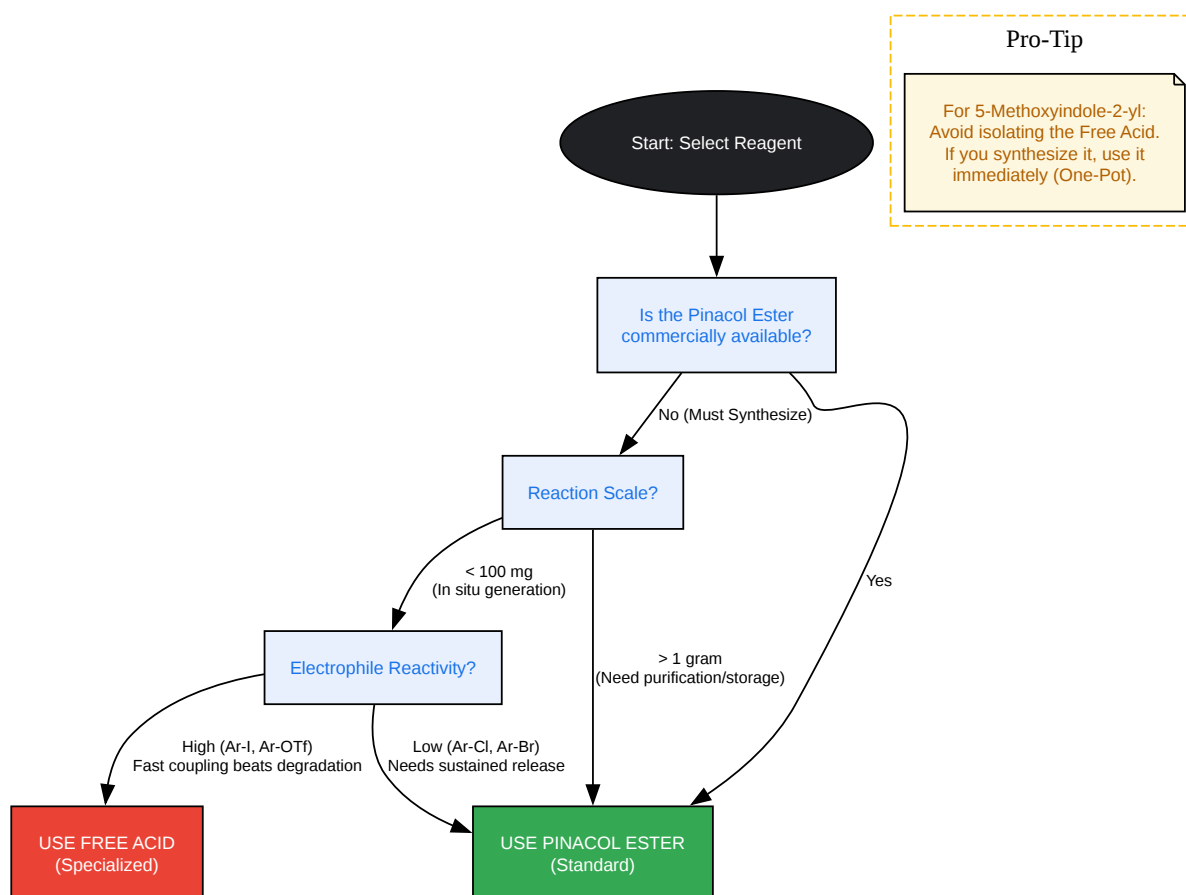 Pro-Tip
For 5-Methoxyindole-2-yl:
Avoid isolating the Free Acid.
If you synthesize it, use it
immediately (One-Pot).
Start: Select Reagent
Is the Pinacol Ester
commercially available?
No (Must Synthesize)
Reaction Scale?
< 100 mg
(In situ generation)
Yes
> 1 gram
(Need purification/storage)
Electrophile Reactivity?
High (Ar-I, Ar-OTf)
Fast coupling beats degradation
Low (Ar-Cl, Ar-Br)
Needs sustained release
USE FREE ACID
(Specialized)
USE PINACOL ESTER
(Standard)